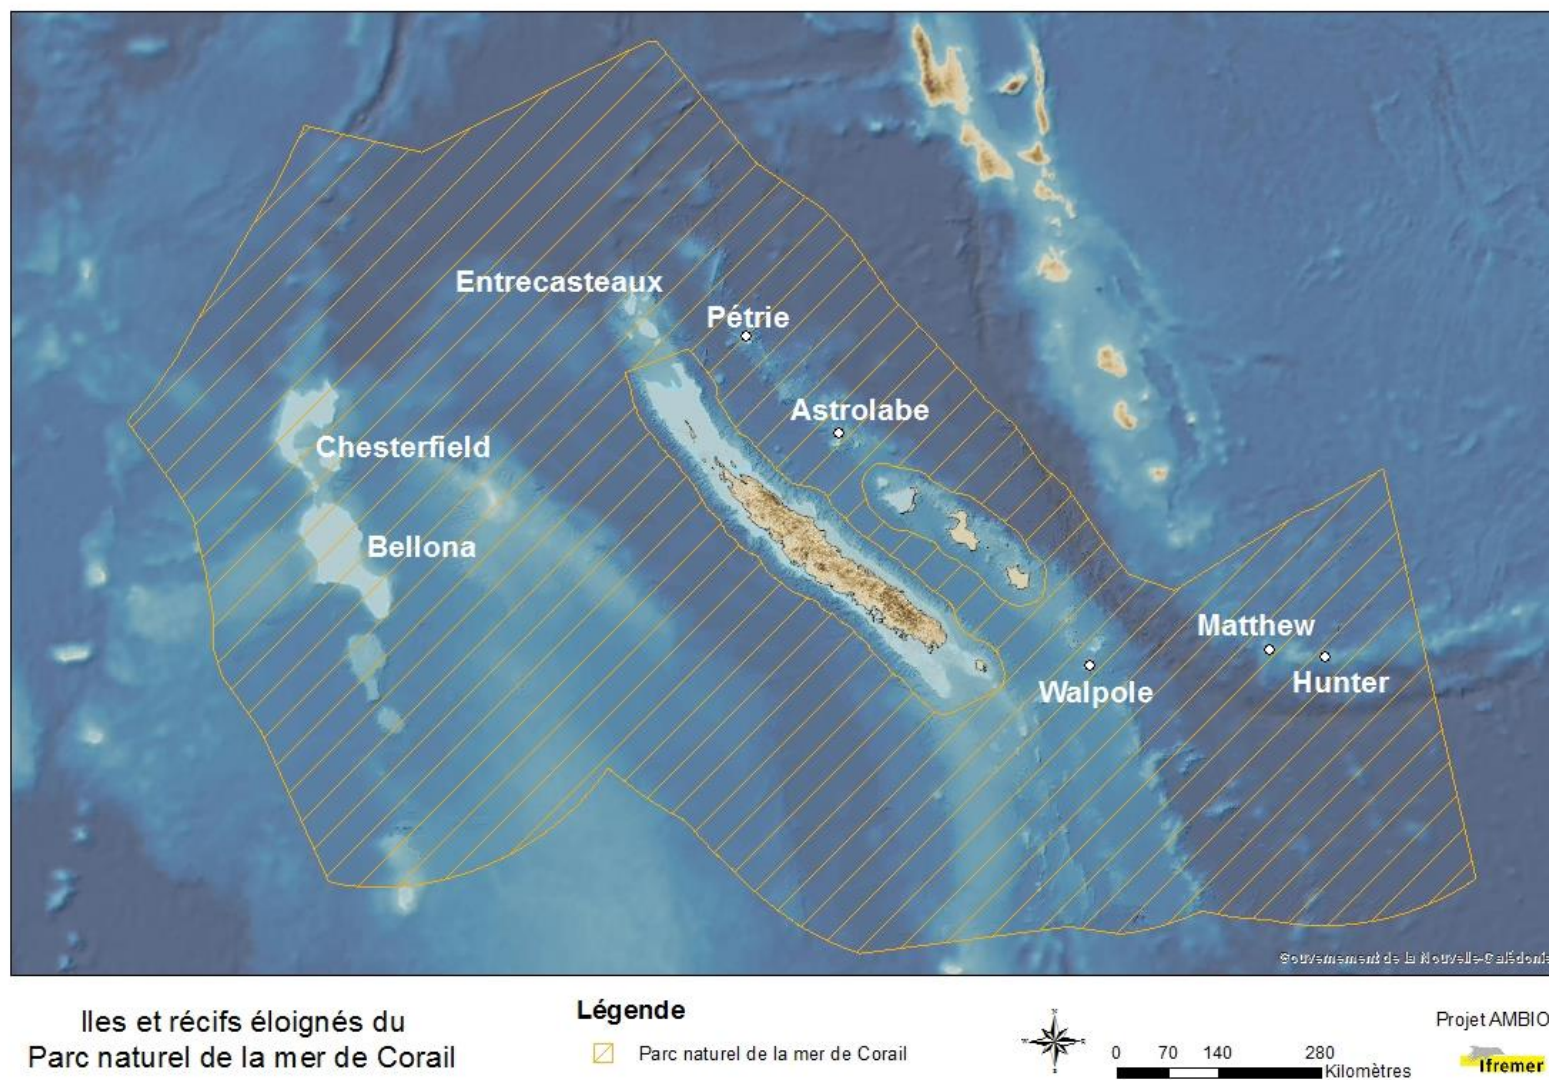 Entrecasteaux
Pétrie
Astrolabe
Chesterfield
Bellona
Matthew
Hunter
Walpole
Gouvernement de la Nouvelle-Calédonie
Iles et récifs éloignés du
Parc naturel de la mer de Corail
Légende
Parc naturel de la mer de Corail
N
W E
S
0 70 140 280
Kilomètres
Projet AMBIO
Ifremer